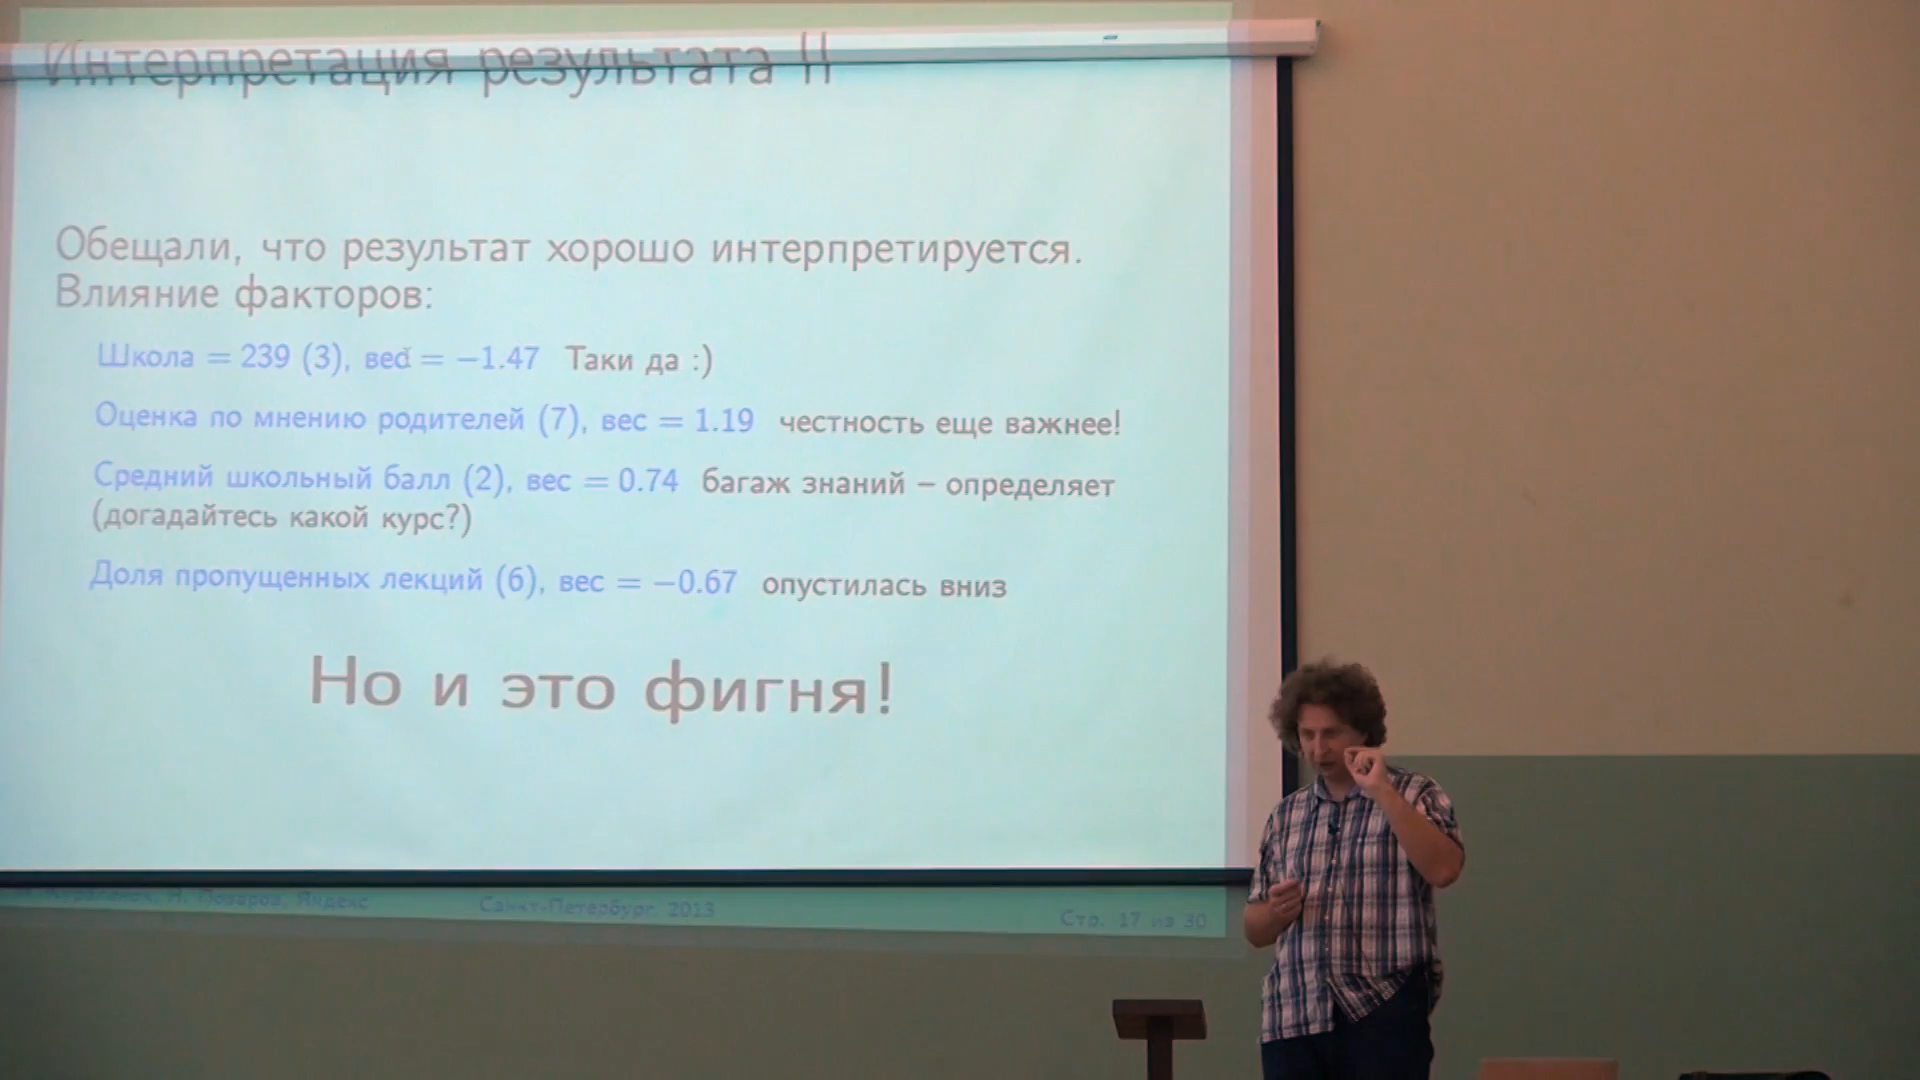 Интерпретация результата II
Обещали, что результат хорошо интерпретируется.
Влияние факторов:
Школа = 239 (3), вес = −1.47 Таки да :)
Оценка по мнению родителей (7), вес = 1.19 честность еще важнее!
Средний школьный балл (2), вес = 0.74 багаж знаний – определяет
(догадайтесь какой курс?)
Доля пропущенных лекций (6), вес = −0.67 опустилась вниз
Но и это фигня!
Поваров, Яндекс Санкт-Петербург, 2013 Стр. 17 из 30